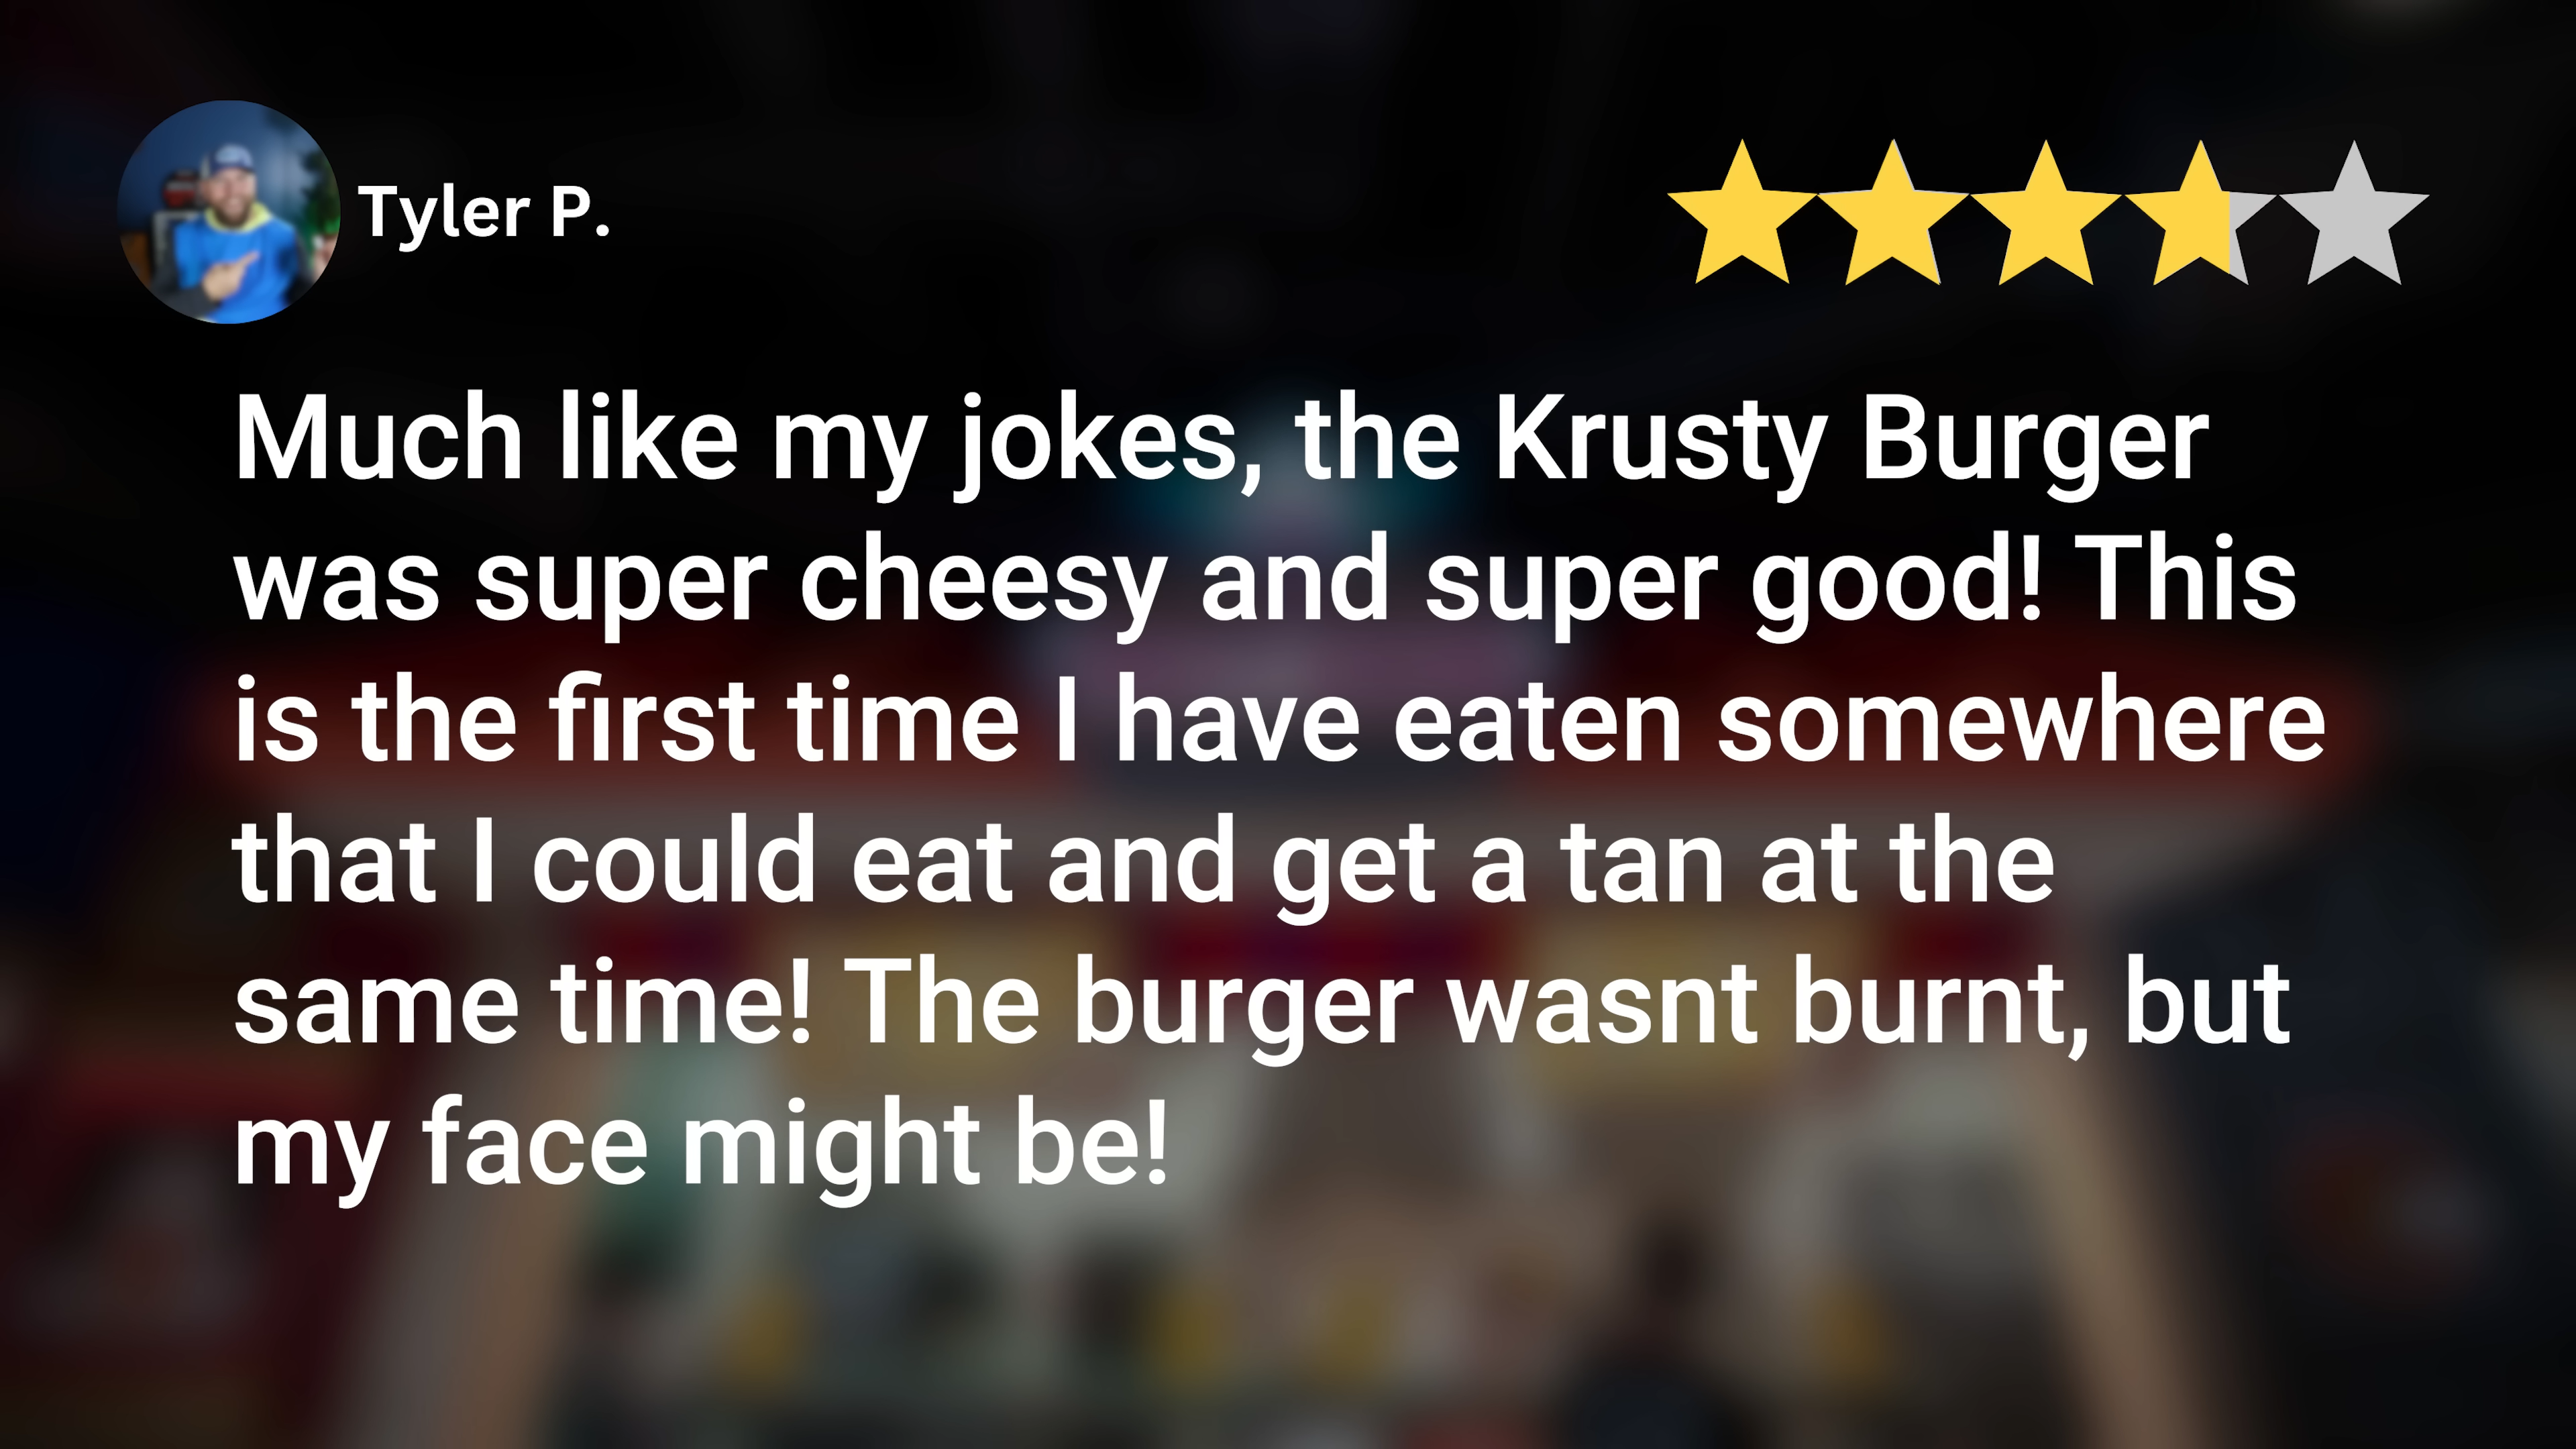 Tyler P.
Much like my jokes, the Krusty Burger
was super cheesy and super good! This
is the first time I have eaten somewhere
that I could eat and get a tan at the
same time! The burger wasnt burnt, but
my face might be!